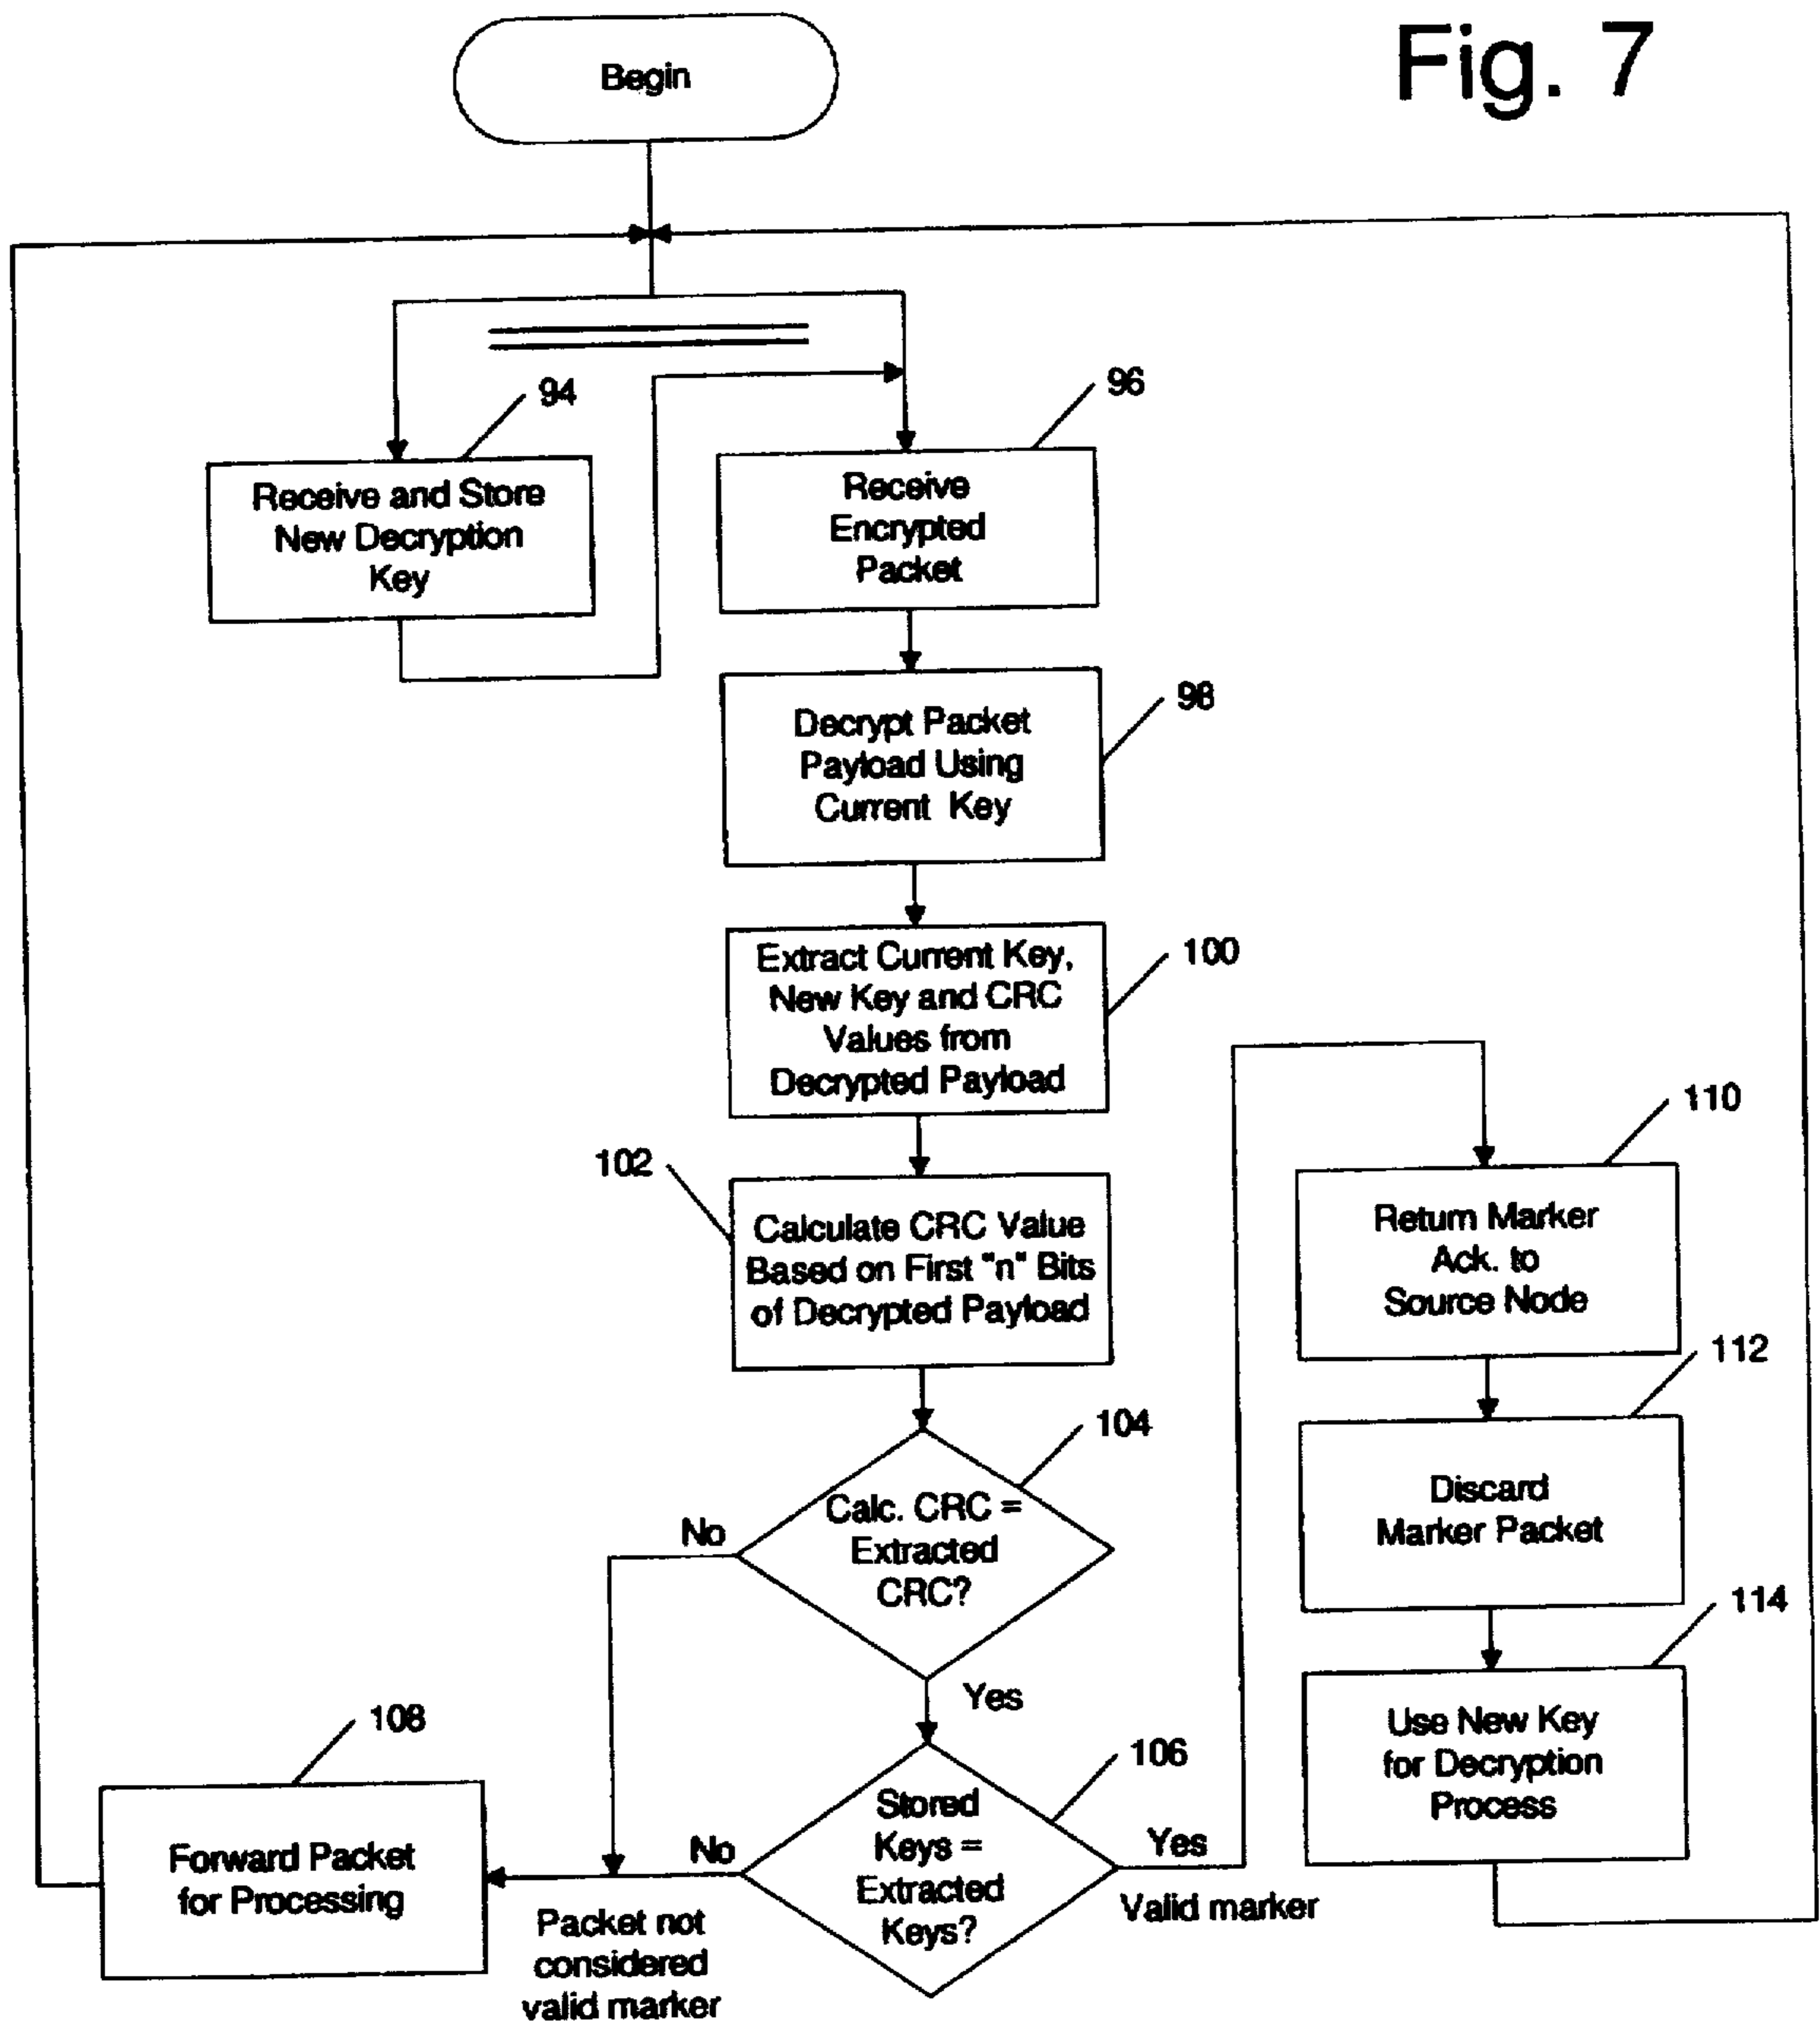 Fig. 7
Begin
94
96
Receive and Store
New Decryption
Key
Receive
Encrypted
Packet
98
Decrypt Packet
Payload Using
Current Key
100
Extract Current Key,
New Key and CRC
Values from
Decrypted Payload
102
Calculate CRC Value
Based on First "n" Bits
of Decrypted Payload
110
Return Marker
Ack. to
Source Node
104
Calc. CRC =
Extracted
CRC?
No
Yes
112
Discard
Marker Packet
114
Use New Key
for Decryption
Process
106
Stored
Keys =
Extracted
Keys?
No
Yes
Valid marker
108
Forward Packet
for Processing
Packet not
considered
valid marker